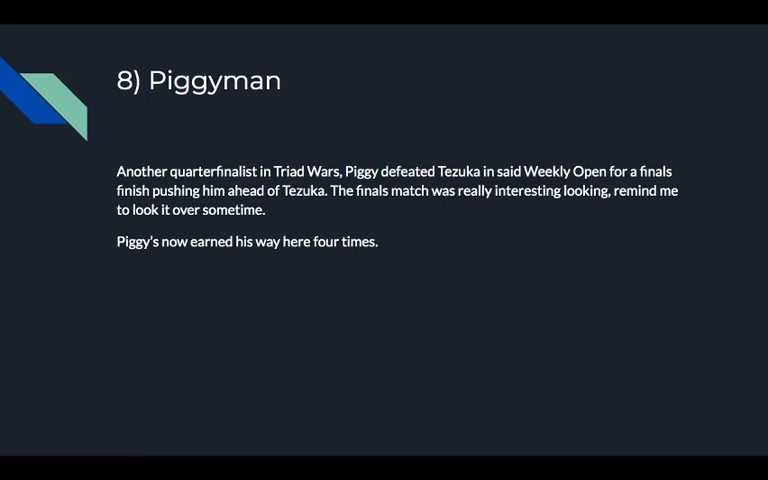 8) Piggyman
Another quarterfinalist in Triad Wars, Piggy defeated Tezuka in said Weekly Open for a finals
finish pushing him ahead of Tezuka. The finals match was really interesting looking, remind me
to look it over sometime.
Piggy's now earned his way here four times.